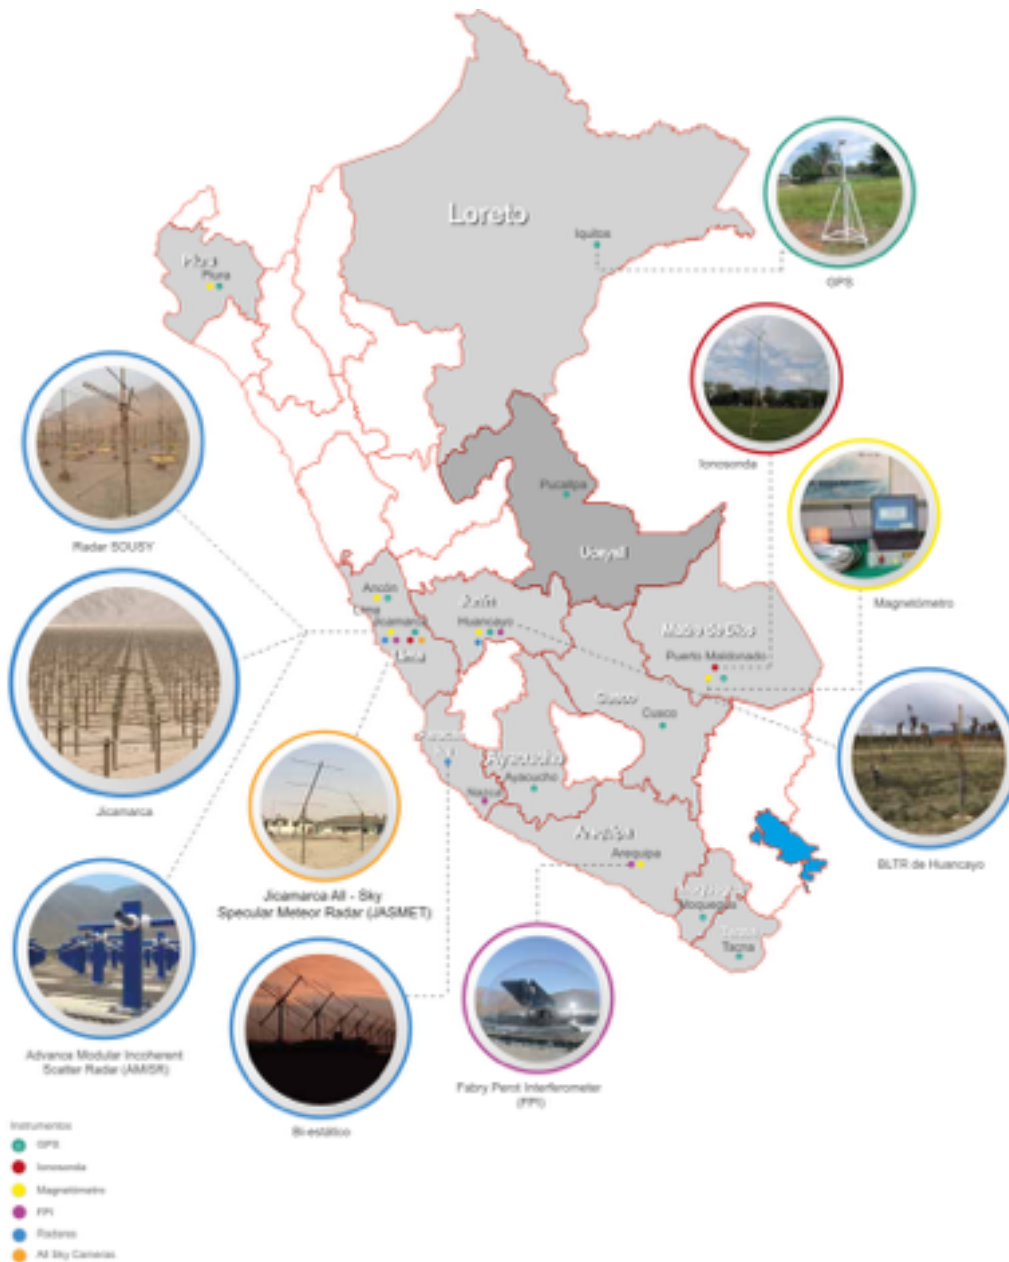 Loreto
Iquitos
GPS
Piura
Piura
Ionosonda
Pucallpa
Ucayali
Radar SOUSY
Magnetómetro
Ancón
Lima
Jicamarca
Lima
Junín
Huancayo
Madre de Dios
Puerto Maldonado
Cusco
Cusco
Ayacucho
Ayacucho
Nazca
Jicamarca
Arequipa
Arequipa
BLTR de Huancayo
Jicamarca All - Sky
Specular Meteor Radar (JASMET)
Moquegua
Moquegua
Tacna
Tacna
Advance Modular Incoherent
Scatter Radar (AMISR)
Fabry Perot Interferometer
(FPI)
Bi-estático
Instrumentos
GPS
Ionosonda
Magnetómetro
FPI
Radares
All Sky Cameras